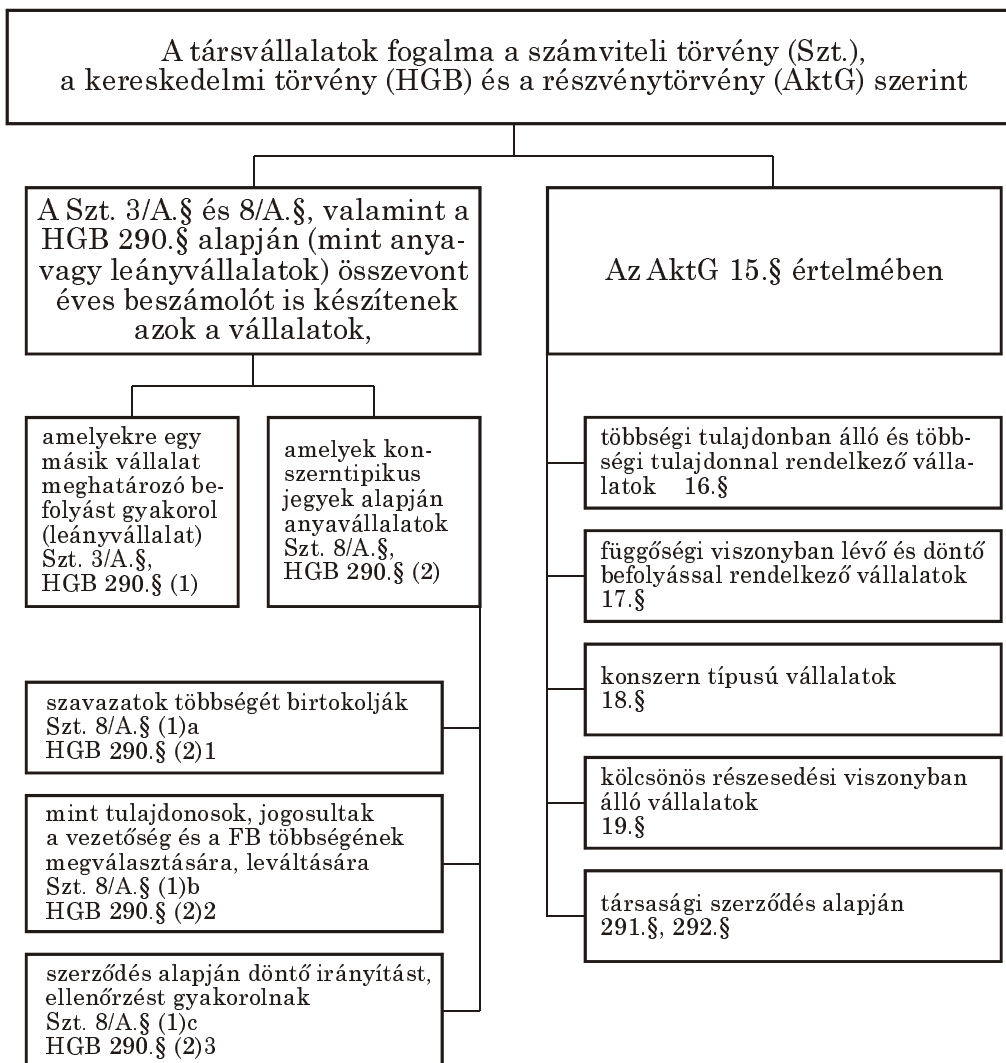 A társvállalatok fogalma a számviteli törvény (Szt.),
a kereskedelmi törvény (HGB) és a részvénytörvény (AktG) szerint
A Szt. 3/A.§ és 8/A.§, valamint a
HGB 290.§ alapján (mint anya-
vagy leányvállalatok) összevont
éves beszámolót is készítenek
azok a vállalatok,
amelyekre egy
másik vállalat
meghatározó be-
folyást gyakorol
(leányvállalat)
Szt. 3/A.§,
HGB 290.§ (1)
amelyek kon-
szerntipikus
jegyek alapján
anyavállalatok
Szt. 8/A.§,
HGB 290.§ (2)
szavazatok többségét birtokolják
Szt. 8/A.§ (1)a
HGB 290.§ (2)1
mint tulajdonosok, jogosultak
a vezetőség és a FB többségének
megválasztására, leváltására
Szt. 8/A.§ (1)b
HGB 290.§ (2)2
szerződés alapján döntő irányítást,
ellenőrzést gyakorolnak
Szt. 8/A.§ (1)c
HGB 290.§ (2)3
Az AktG 15.§ értelmében
többségi tulajdonban álló és több-
ségi tulajdonnal rendelkező válla-
latok 16.§
függőségi viszonyban lévő és döntő
befolyással rendelkező vállalatok
17.§
konszern típusú vállalatok
18.§
kölcsönös részesedési viszonyban
álló vállalatok
19.§
társasági szerződés alapján
291.§, 292.§